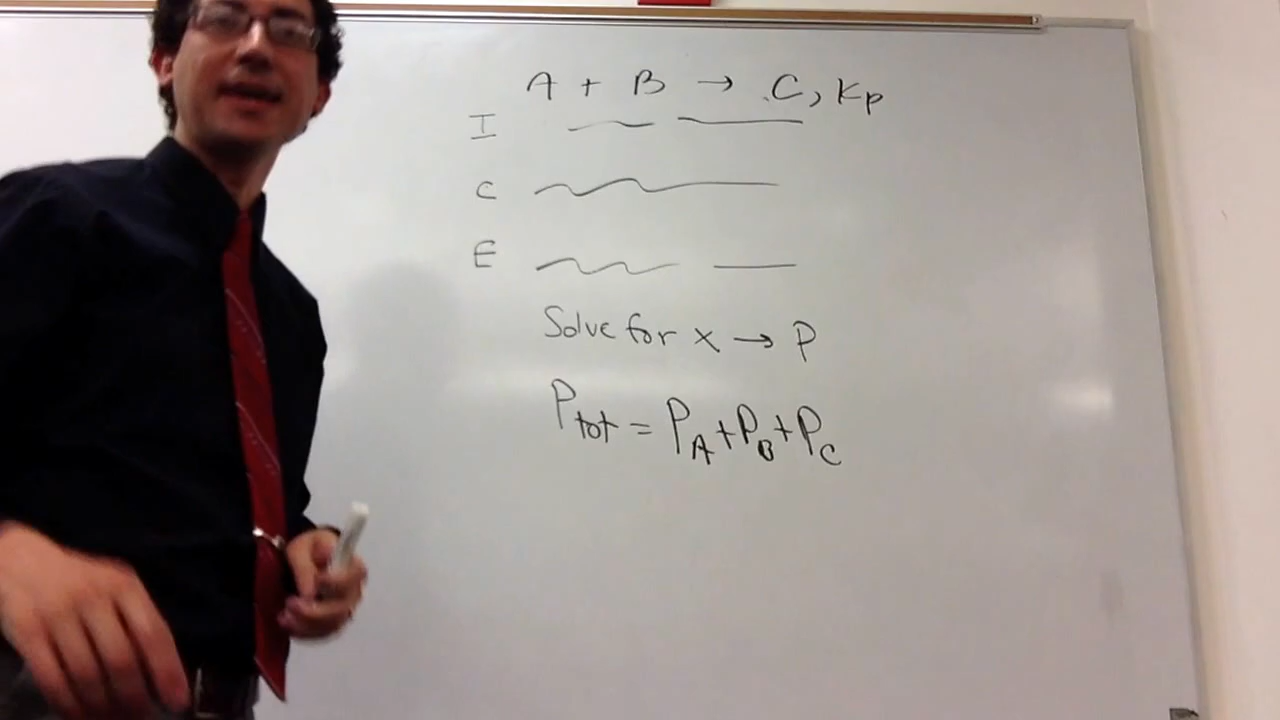 A + B → C, Kp
I
C
E
Solve for x → P
Ptot = PA+PB+PC